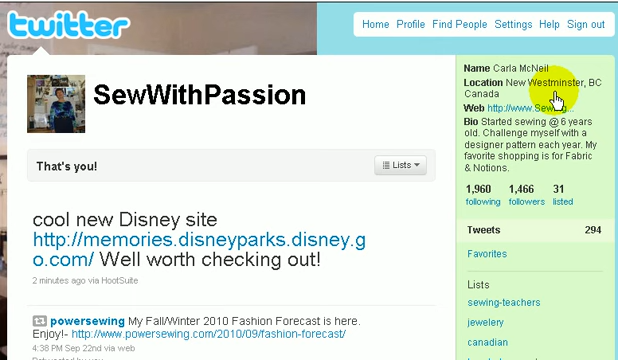 twitter
Home Profile Find People Settings Help Sign out
SewWithPassion
That's you!
Lists
cool new Disney site
http://memories.disneyparks.disney.g
o.com/ Well worth checking out!
2 minutes ago via HootSuite
powersewing My Fall/Winter 2010 Fashion Forecast is here.
Enjoy!- http://www.powersewing.com/2010/09/fashion-forecast/
4:38 PM Sep 22nd via web
Retweeted by you
Name Carla McNeil
Location New Westminster, BC
Canada
Web http://www.Sewing...
Bio Started sewing @ 6 years
old. Challenge myself with a
designer pattern each year. My
favorite shopping is for Fabric
& Notions.
1,960 1,466 31
following followers listed
Tweets 294
Favorites
Lists
sewing-teachers
jewelery
canadian